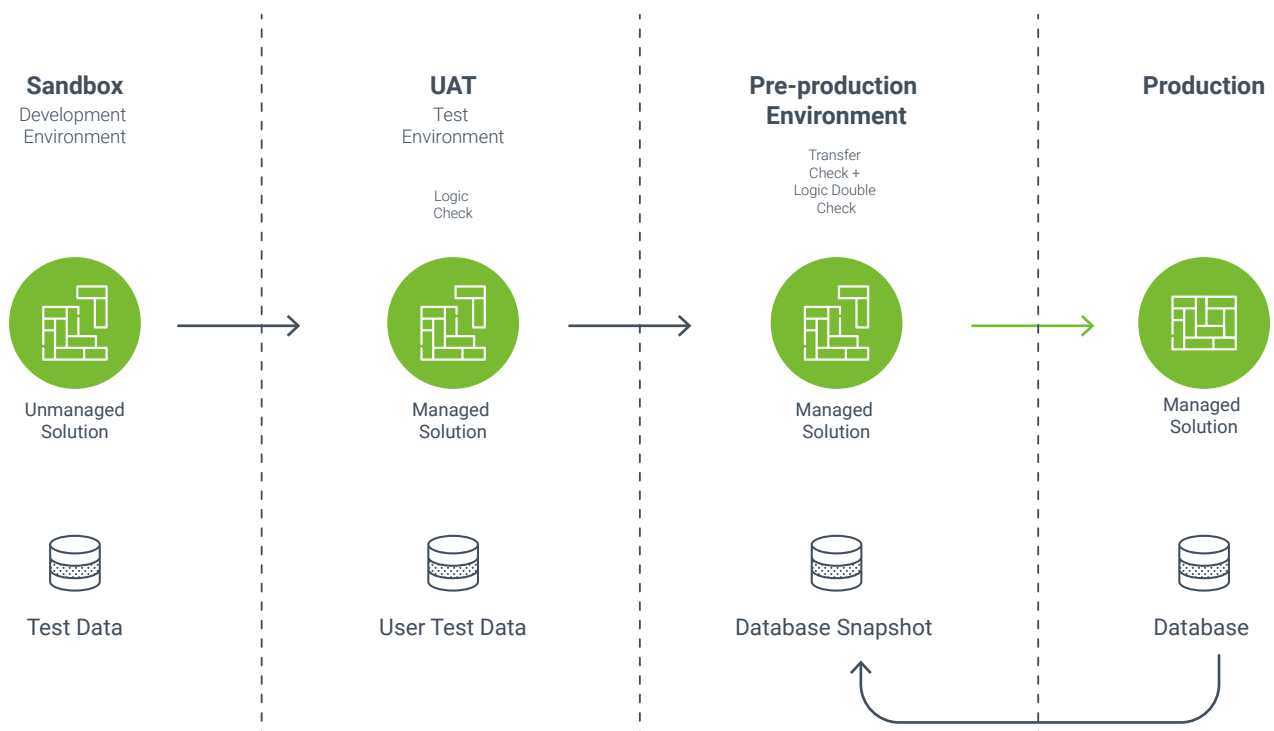 Sandbox
Development
Environment
UAT
Test
Environment
Logic
Check
Pre-production
Environment
Transfer
Check +
Logic Double
Check
Production
Unmanaged
Solution
Managed
Solution
Managed
Solution
Managed
Solution
Test Data
User Test Data
Database Snapshot
Database